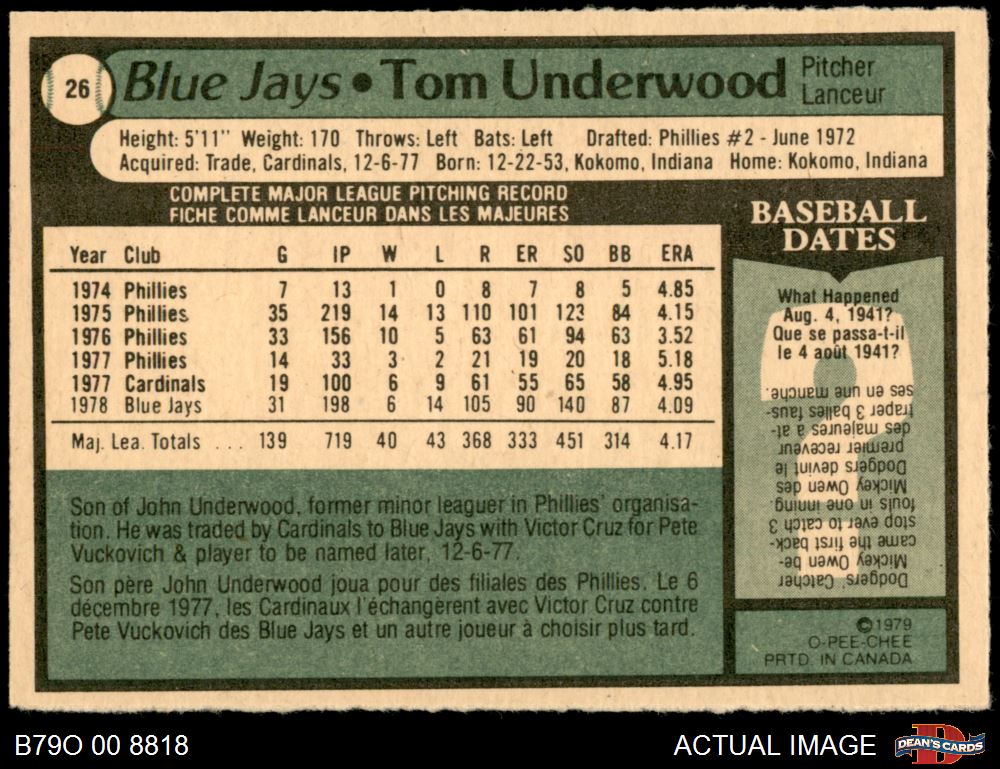 26
Blue Jays • Tom Underwood Pitcher
Lanceur
Height: 5'11" Weight: 170 Throws: Left Bats: Left Drafted: Phillies #2 - June 1972
Acquired: Trade, Cardinals, 12-6-77 Born: 12-22-53, Kokomo, Indiana Home: Kokomo, Indiana
COMPLETE MAJOR LEAGUE PITCHING RECORD
FICHE COMME LANCEUR DANS LES MAJEURES
Year Club G IP W L R ER SO BB ERA
1974 Phillies 7 13 1 0 8 7 8 5 4.85
1975 Phillies 35 219 14 13 110 101 123 84 4.15
1976 Phillies 33 156 10 5 63 61 94 63 3.52
1977 Phillies 14 33 3 2 21 19 20 18 5.18
1977 Cardinals 19 100 6 9 61 55 65 58 4.95
1978 Blue Jays 31 198 6 14 105 90 140 87 4.09
Maj. Lea. Totals ... 139 719 40 43 368 333 451 314 4.17
Son of John Underwood, former minor leaguer in Phillies' organisa-
tion. He was traded by Cardinals to Blue Jays with Victor Cruz for Pete
Vuckovich & player to be named later, 12-6-77.
Son père John Underwood joua pour des filiales des Phillies. Le 6
décembre 1977, les Cardinaux l'échangèrent avec Victor Cruz contre
Pete Vuckovich des Blue Jays et un autre joueur à choisir plus tard.
BASEBALL
DATES
What Happened
Aug. 4, 1941?
Que se passa-t-il
le 4 août 1941?
Dodgers' Catcher
Mickey Owen be-
came the first back-
stop ever to catch 3
fouls in one inning
Mickey Owen des
Dodgers devint le
premier receveur
des majeures à at-
traper 3 balles faus-
ses en une manche.
©1979
O-PEE-CHEE
PRTD. IN CANADA
B79O 00 8818
ACTUAL IMAGE
D
DEAN'S CARDS